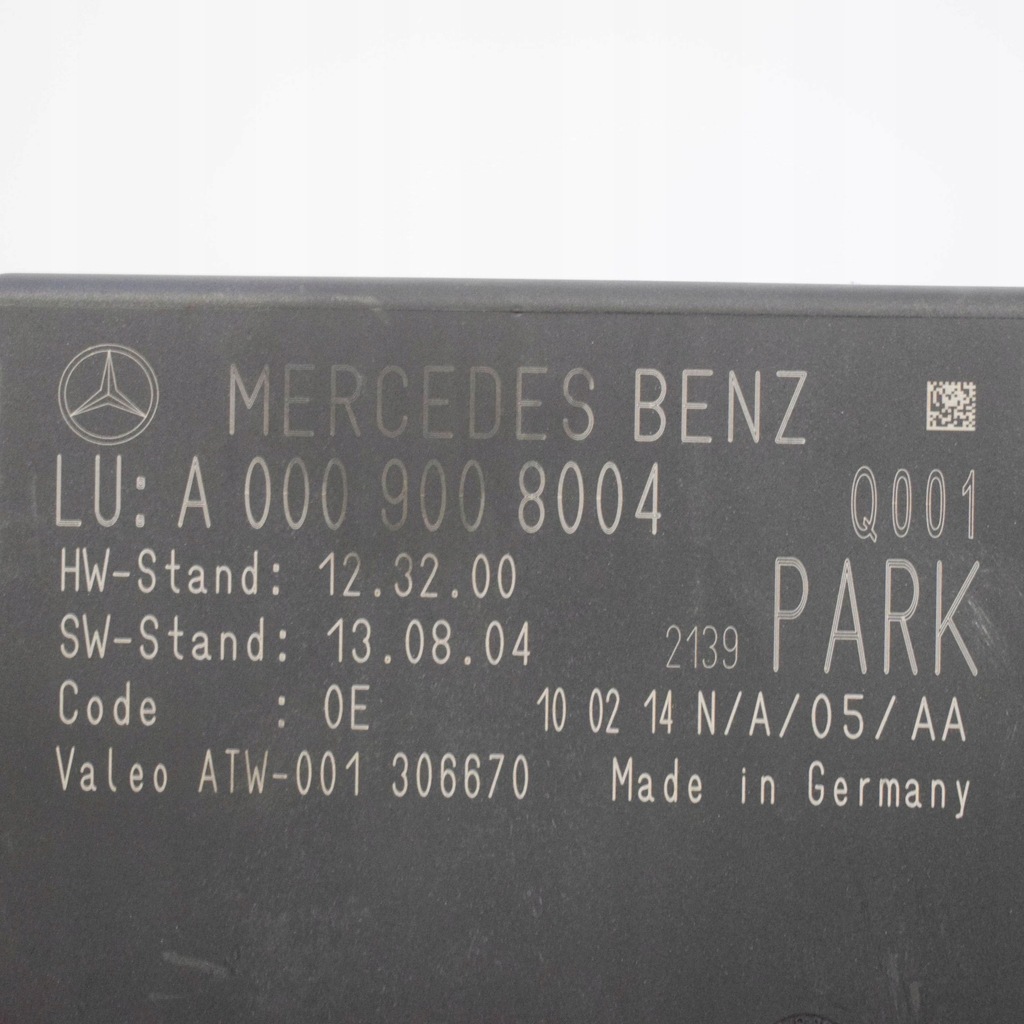 MERCEDES BENZ
LU: A 000 900 8004 Q001
HW-Stand: 12.32.00
SW-Stand: 13.08.04 2139 PARK
Code : 0E 10 02 14 N/A/05/AA
Valeo ATW-001 306670 Made in Germany